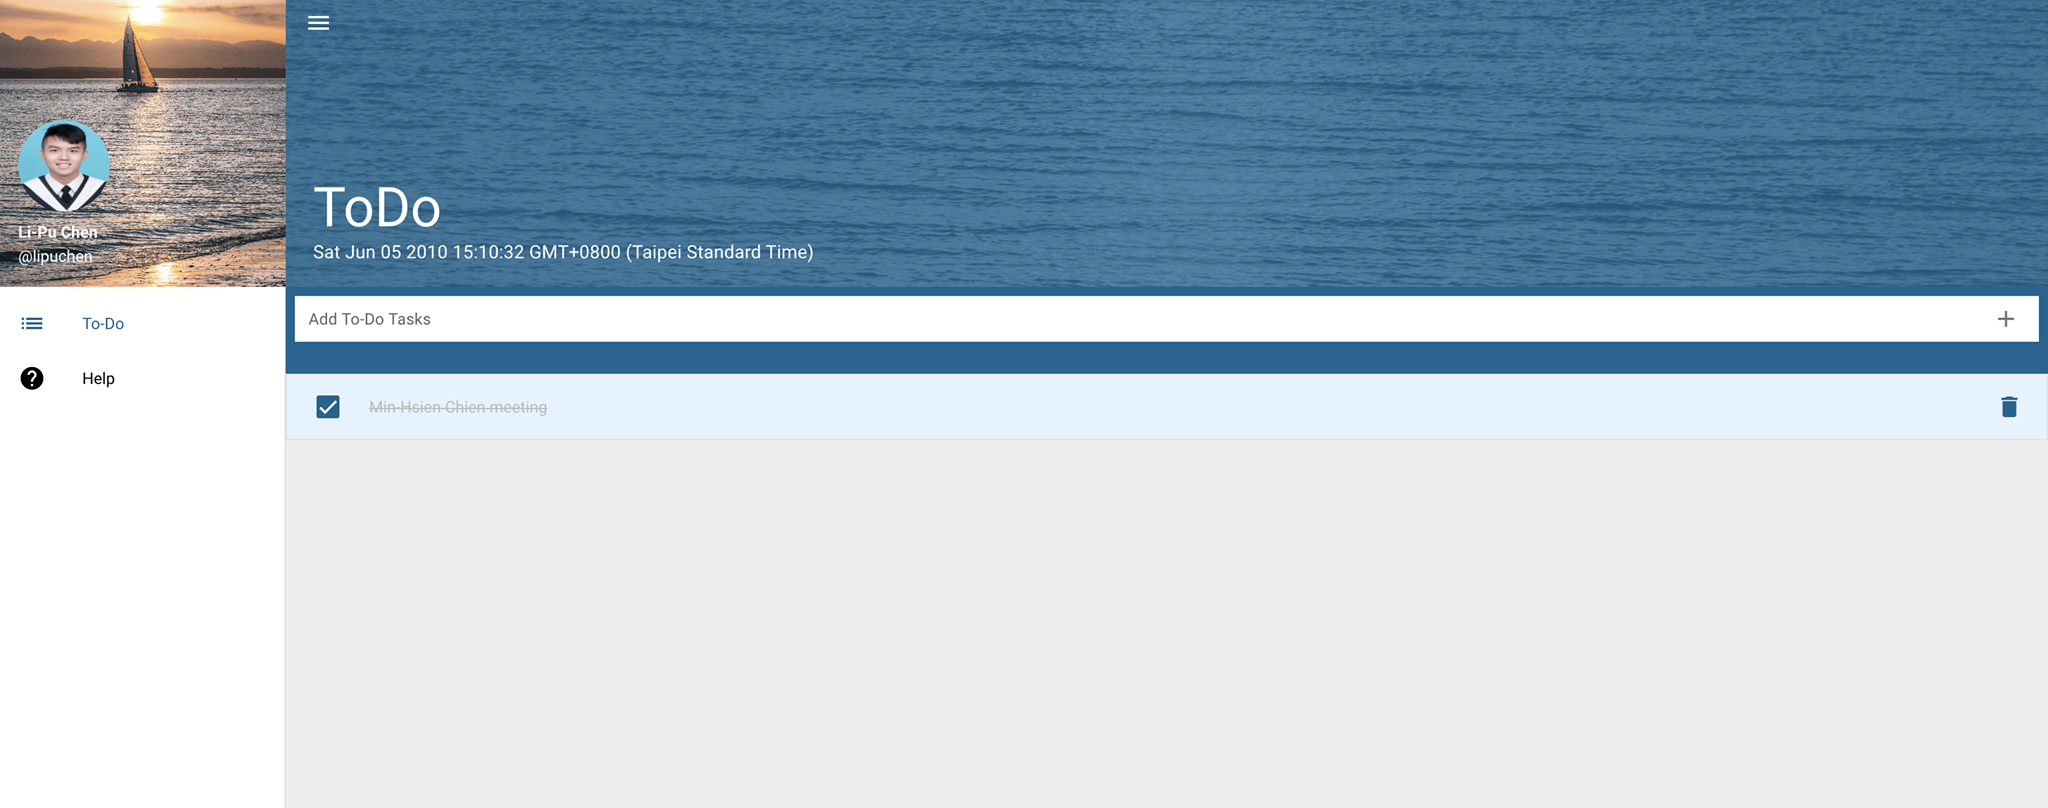 Li-Pu Chen
@lipuchen
To-Do
Help
ToDo
Sat Jun 05 2010 15:10:32 GMT+0800 (Taipei Standard Time)
Add To-Do Tasks
Min-Hsien Chien meeting